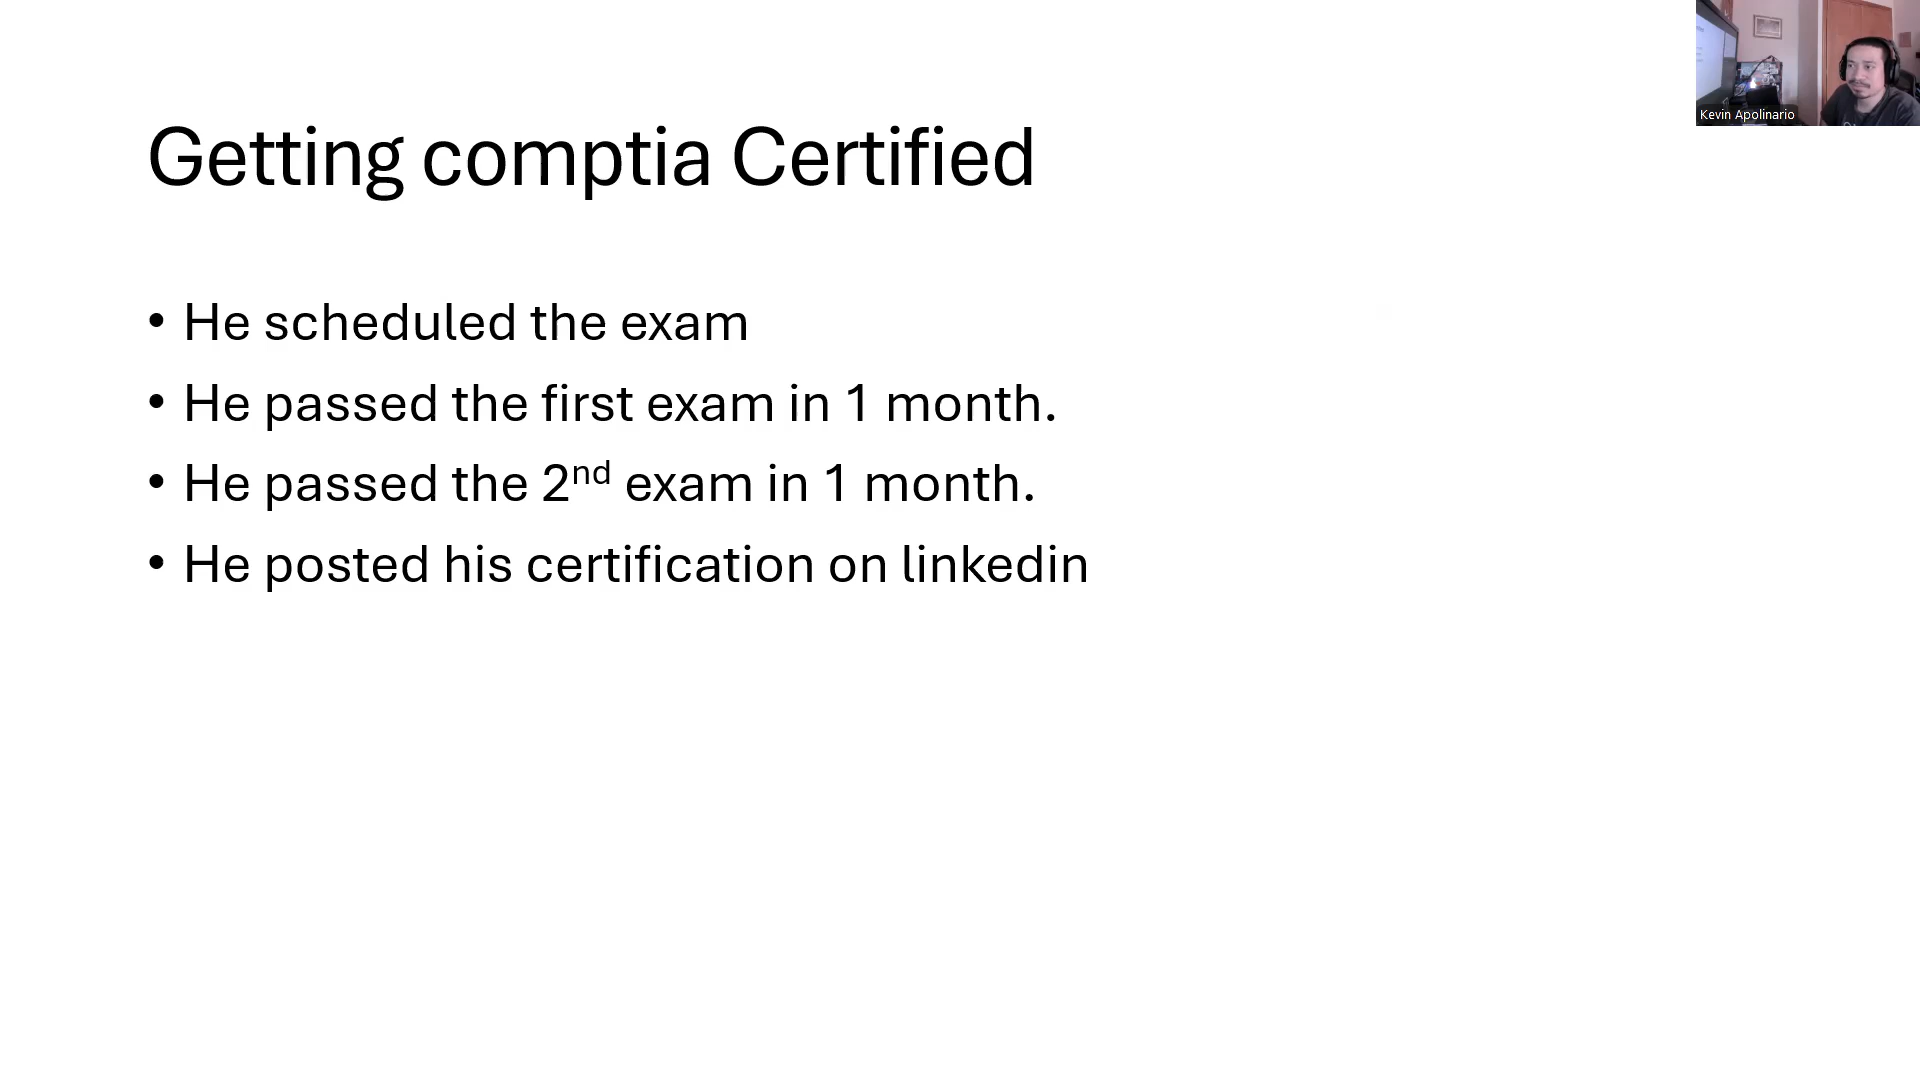 Kevin Apolinario
Getting comptia Certified
• He scheduled the exam
• He passed the first exam in 1 month.
• He passed the 2nd exam in 1 month.
• He posted his certification on linkedin